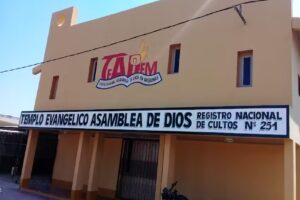 TEADEM
TEMPLO EVANGELICO ASAMBLEA DE DIOS
REGISTRO NACIONAL
DE CULTOS Nº 251